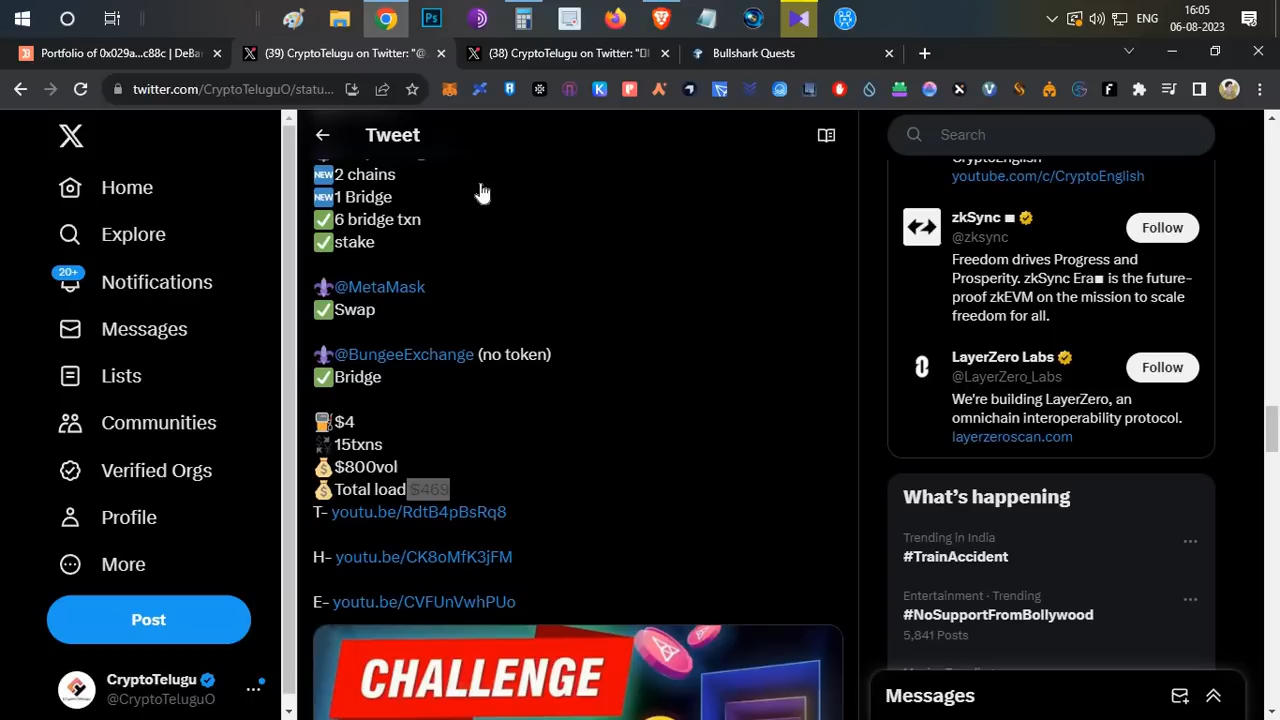 16:05
ENG
06-08-2023
Portfolio of 0x029a...c88c | DeBar
(39) CryptoTelugu on Twitter: "@
(38) CryptoTelugu on Twitter: "
Bullshark Quests
twitter.com/CryptoTeluguO/statu...
Tweet
Search
Home
Explore
20+
Notifications
Messages
Lists
Communities
Verified Orgs
Profile
More
Post
CryptoTelugu
@CryptoTeluguO
NEW 2 chains
NEW 1 Bridge
6 bridge txn
stake
@MetaMask
Swap
@BungeeExchange (no token)
Bridge
$4
15txns
$800vol
Total load $469
T- youtu.be/RdtB4pBsRq8
H- youtu.be/CK8oMfK3jFM
E- youtu.be/CVFUnVwhPUo
CHALLENGE
CryptoEnglish
youtube.com/c/CryptoEnglish
zkSync
@zksync
Follow
Freedom drives Progress and
Prosperity. zkSync Era is the future-
proof zkEVM on the mission to scale
freedom for all.
LayerZero Labs
@LayerZero_Labs
Follow
We're building LayerZero, an
omnichain interoperability protocol.
layerzeroscan.com
What's happening
Trending in India
#TrainAccident
Entertainment · Trending
#NoSupportFromBollywood
5,841 Posts
Messages